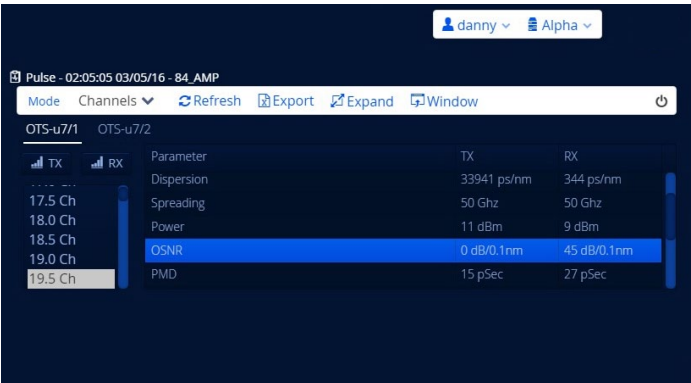 danny Alpha
Pulse - 02:05:05 03/05/16 - 84_AMP
Mode Channels Refresh Export Expand Window
OTS-u7/1 OTS-u7/2
TX RX
17.5 Ch
18.0 Ch
18.5 Ch
19.0 Ch
19.5 Ch
Parameter TX RX
Dispersion 33941 ps/nm 344 ps/nm
Spreading 50 Ghz 50 Ghz
Power 11 dBm 9 dBm
OSNR 0 dB/0.1nm 45 dB/0.1nm
PMD 15 pSec 27 pSec